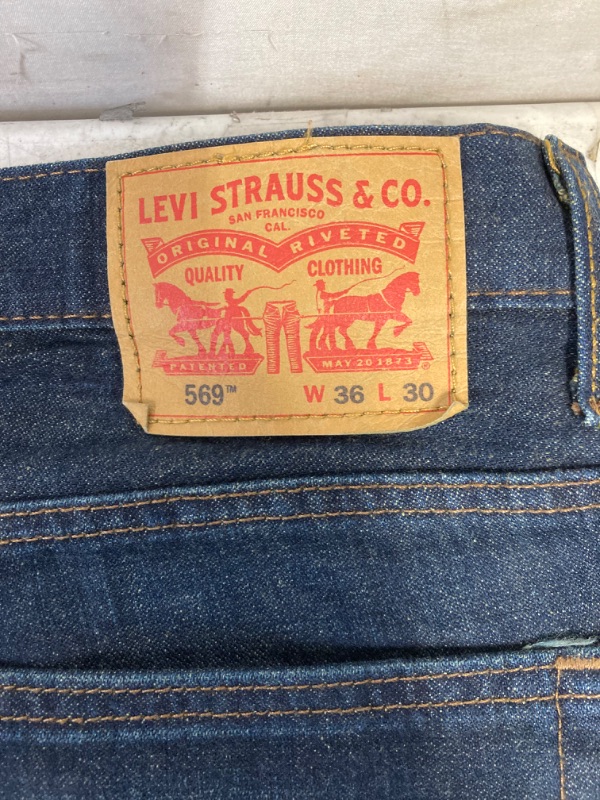 LEVI STRAUSS & CO.
SAN FRANCISCO
CAL.
ORIGINAL RIVETED
QUALITY CLOTHING
PATENTED MAY 20 1873 ®
569™ W 36 L 30